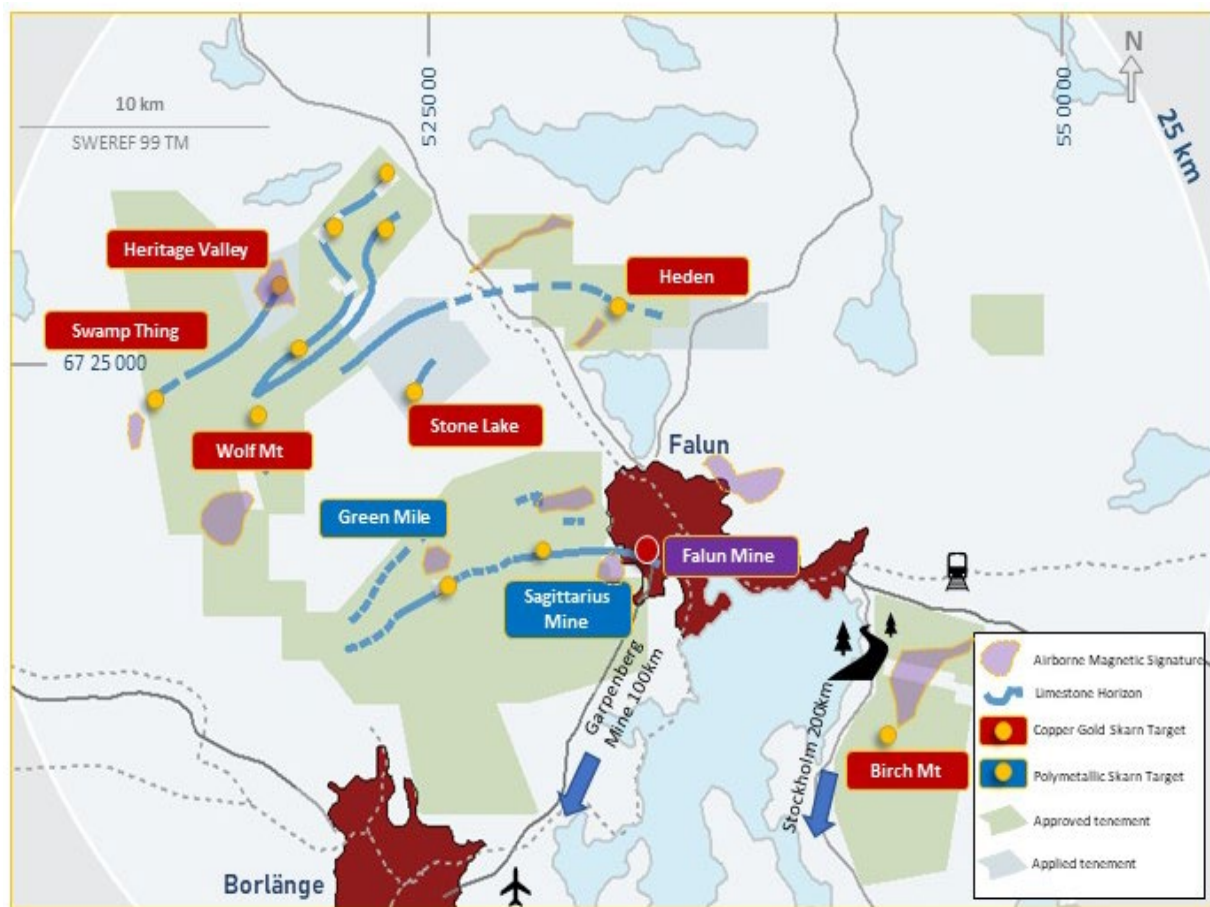 N
10 km
SWEREF 99 TM
52 50 00
55 00 00
25 km
Heritage Valley
Heden
Swamp Thing
67 25 000
Stone Lake
Wolf Mt
Falun
Green Mile
Falun Mine
Sagittarius
Mine
Garpenberg
Mine 100km
Stockholm 200km
Birch Mt
Borlänge
Airborne Magnetic Signature
Limestone Horizon
Copper Gold Skarn Target
Polymetallic Skarn Target
Approved tenement
Applied tenement